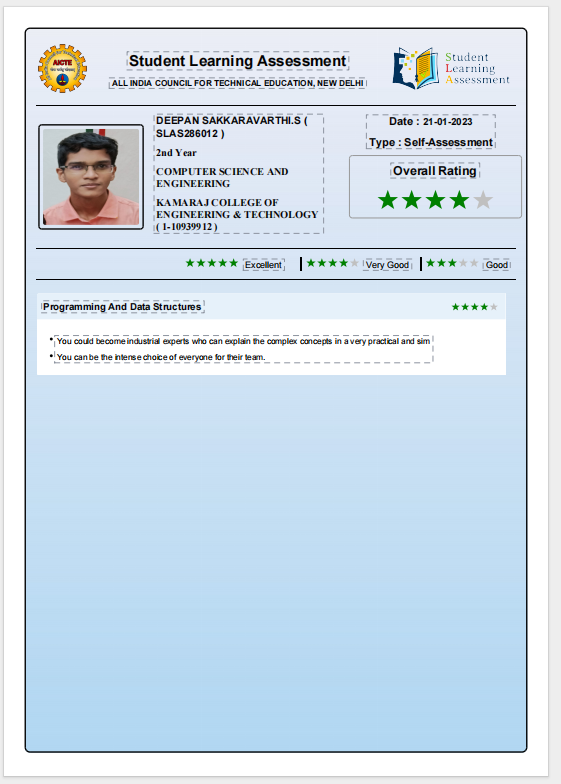 AICTE
Student Learning Assessment
ALL INDIA COUNCIL FOR TECHNICAL EDUCATION, NEW DELHI
Student
Learning
Assessment
DEEPAN SAKKARAVARTHI.S (
SLAS286012 )
2nd Year
COMPUTER SCIENCE AND
ENGINEERING
KAMARAJ COLLEGE OF
ENGINEERING & TECHNOLOGY
( 1-10939912 )
Date : 21-01-2023
Type : Self-Assessment
Overall Rating
Excellent
Very Good
Good
Programming And Data Structures
You could become industrial experts who can explain the complex concepts in a very practical and sim
You can be the intense choice of everyone for their team.